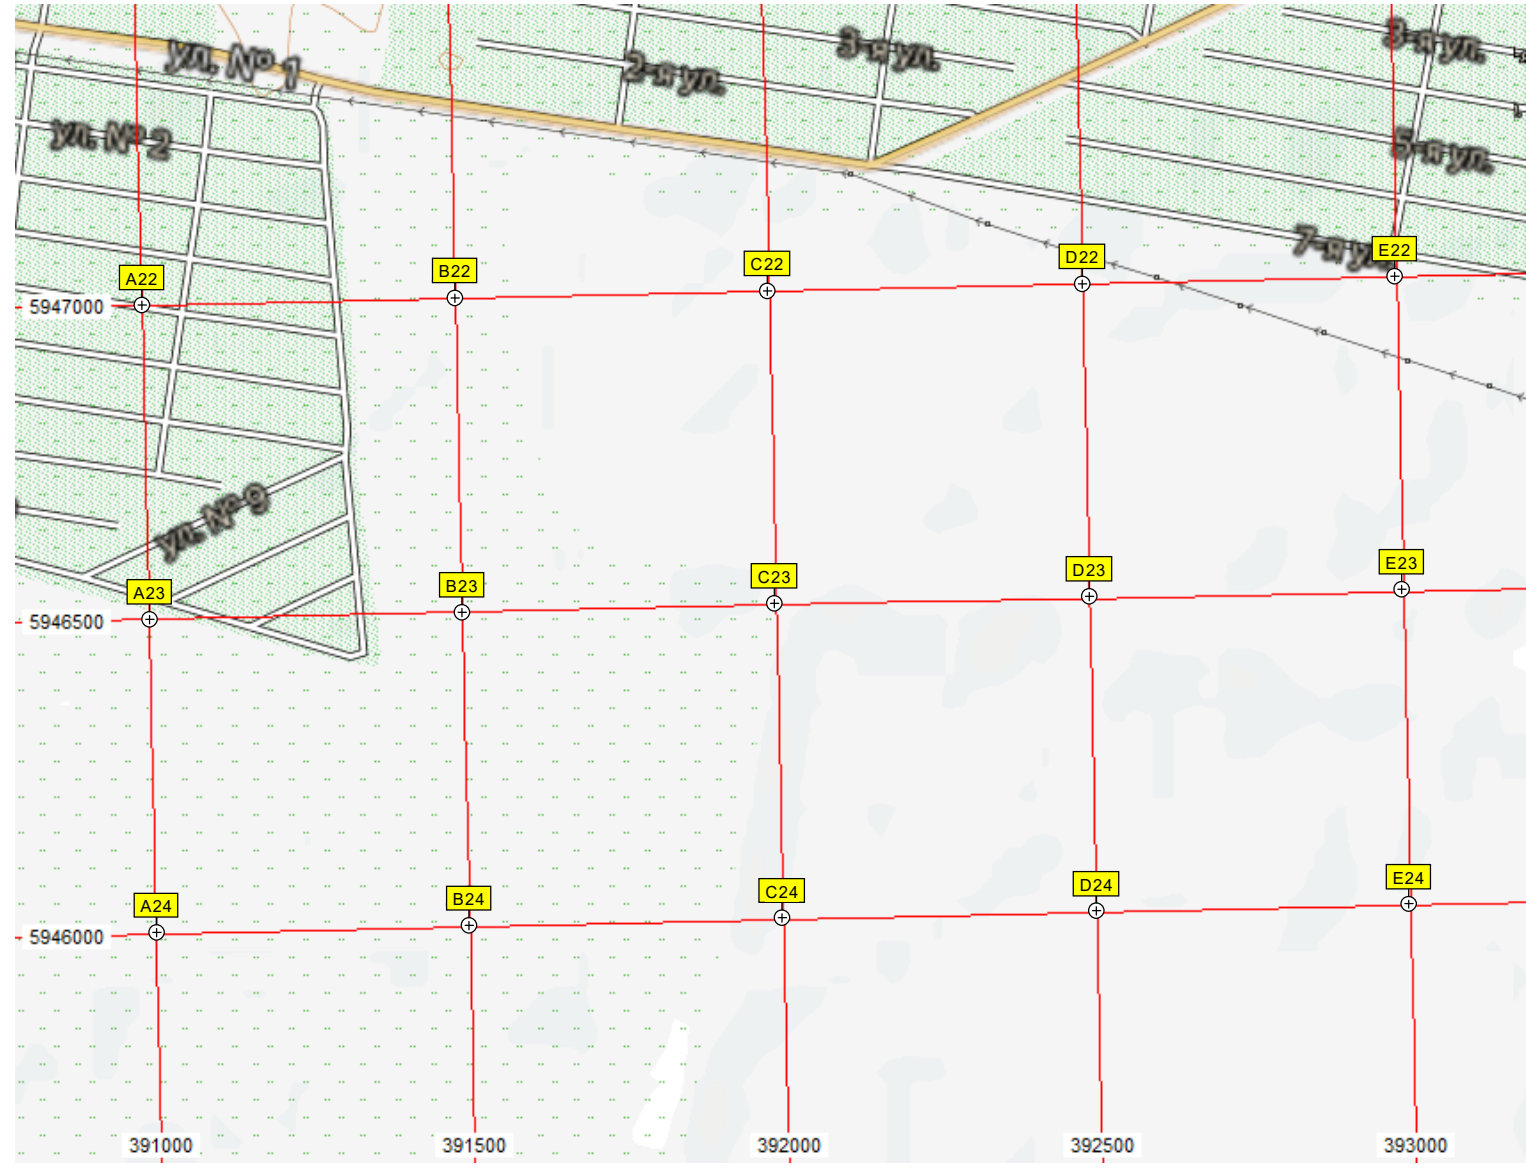 ул. № 1
3-я ул.
3-я ул.
2-я ул.
ул. № 2
5-я ул.
7-я ул.
A22
B22
C22
D22
E22
5947000
ул. № 9
A23
B23
C23
D23
E23
5946500
A24
B24
C24
D24
E24
5946000
391000
391500
392000
392500
393000